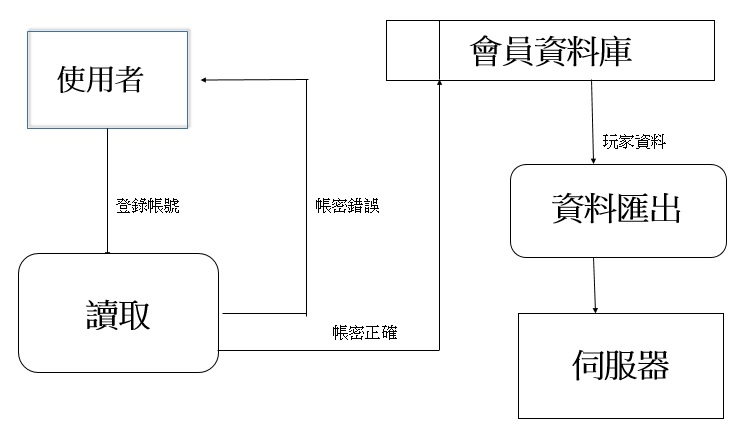 使用者
會員資料庫
玩家資料
登錄帳號
帳密錯誤
資料匯出
讀取
帳密正確
伺服器